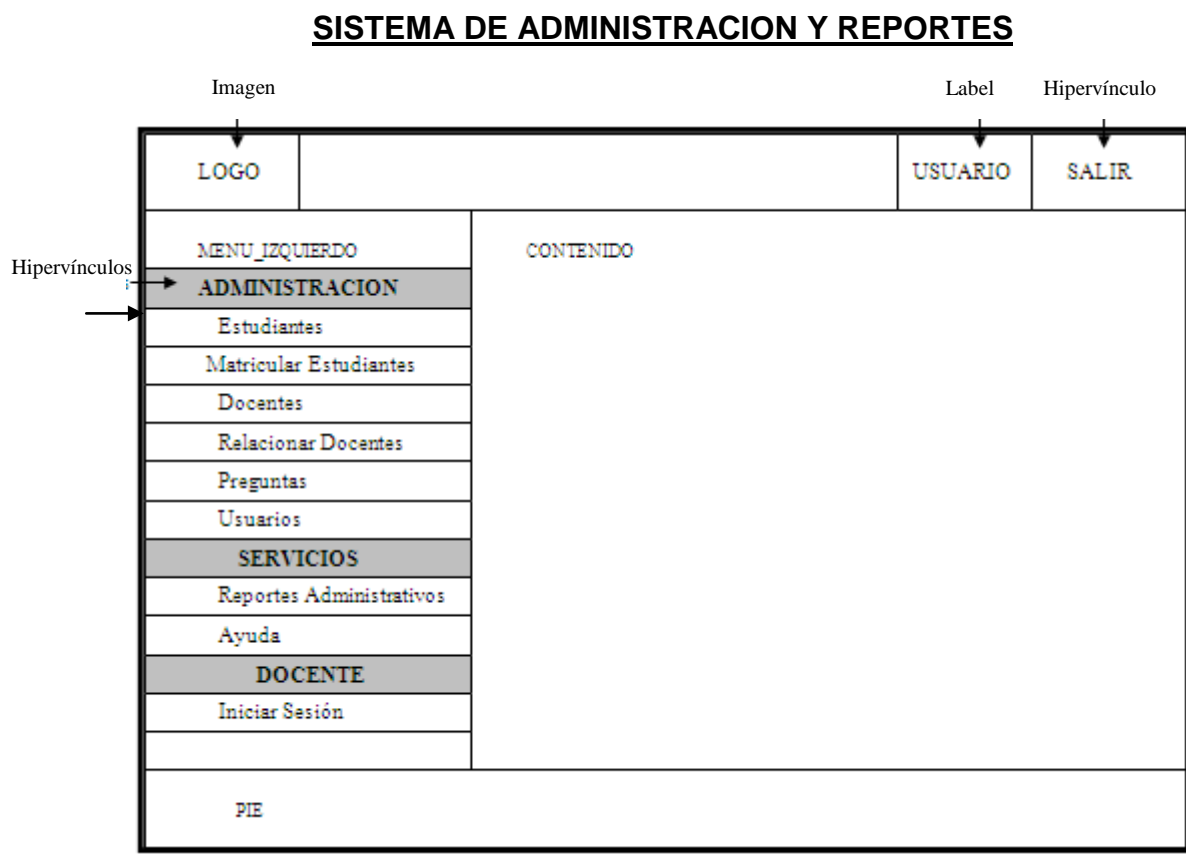 SISTEMA DE ADMINISTRACION Y REPORTES
Imagen
Label
Hipervínculo
LOGO
USUARIO
SALIR
MENU_IZQUIERDO
CONTENIDO
Hipervínculos
ADMINISTRACION
Estudiantes
Matricular Estudiantes
Docentes
Relacionar Docentes
Preguntas
Usuarios
SERVICIOS
Reportes Administrativos
Ayuda
DOCENTE
Iniciar Sesión
PIE